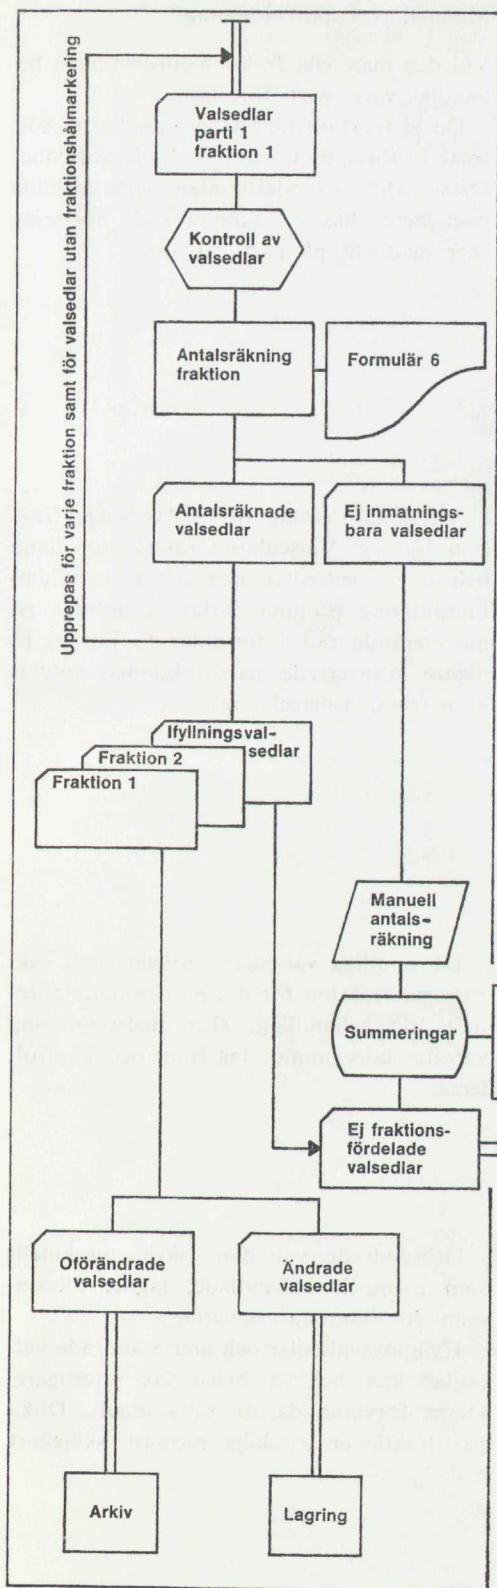 Upprepas för varje fraktion samt för valsedlar utan fraktionshålmarkering
Valsedlar
parti 1
fraktion 1
Kontroll av
valsedlar
Antalsräkning
fraktion
Formulär 6
Antalsräknade
valsedlar
Ej inmatnings-
bara valsedlar
Ifyllningsval-
sedlar
Fraktion 2
Fraktion 1
Manuell
antals-
räkning
Summeringar
Ej fraktions-
fördelade
valsedlar
Oförändrade
valsedlar
Ändrade
valsedlar
Arkiv
Lagring